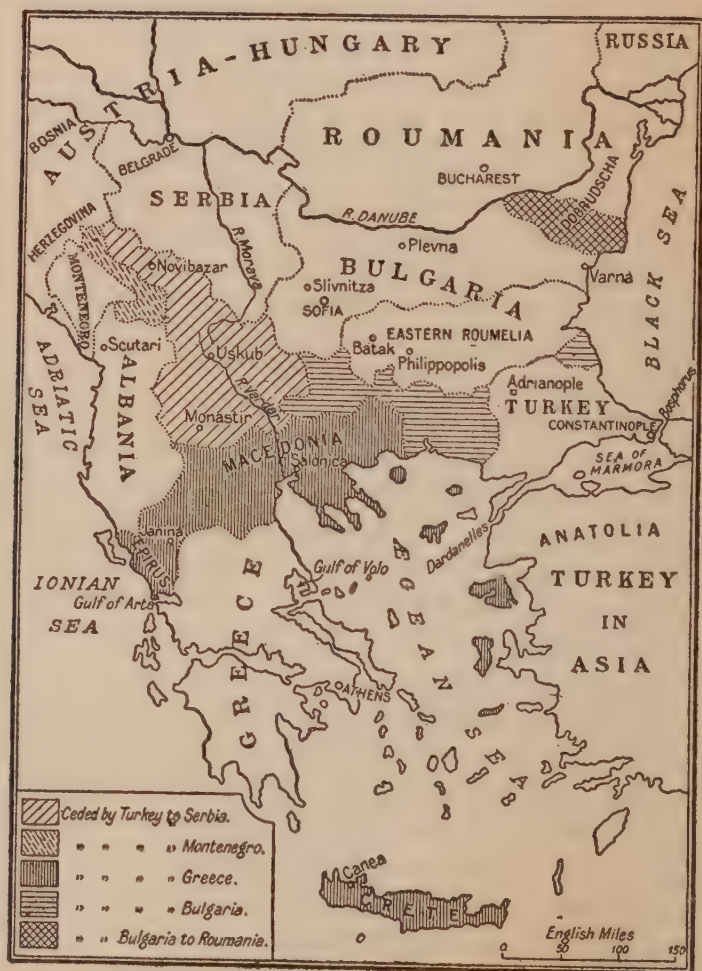 AUSTRIA-HUNGARY
RUSSIA
BOSNIA
ROUMANIA
BELGRADE
BUCHAREST
SERBIA
DOBRUDSCHA
HERZEGOVINA
R. DANUBE
R. Morava
Plevna
BLACK SEA
Novibazar
BULGARIA
Varna
MONTENEGRO
Slivnitza
SOFIA
Scutari
EASTERN ROUMELIA
Uskub
Batak
Philippopolis
ADRIATIC
SEA
ALBANIA
R. Vardar
Adrianople
Bosphorus
Monastir
TURKEY
CONSTANTINOPLE
MACEDONIA
Salonica
SEA OF
MARMORA
Janina
Dardanelles
ANATOLIA
EPIRUS
IONIAN
SEA
Gulf of Arta
Gulf of Volo
TURKEY
IN
ASIA
GREECE
ÆGEAN SEA
ATHENS
Ceded by Turkey to Serbia.
" " " " Montenegro.
" " " " Greece.
" " " " Bulgaria.
" " Bulgaria to Roumania.
Canea
CRETE
English Miles
0 50 100 150